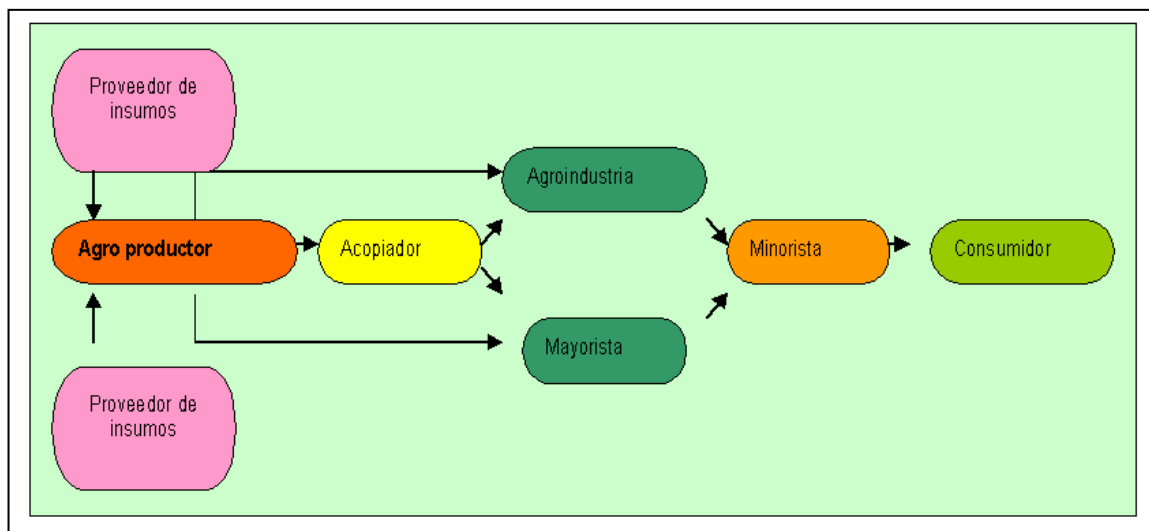 Proveedor de
insumos
Agroindustria
Agro productor
Acopiador
Minorista
Consumidor
Mayorista
Proveedor de
insumos